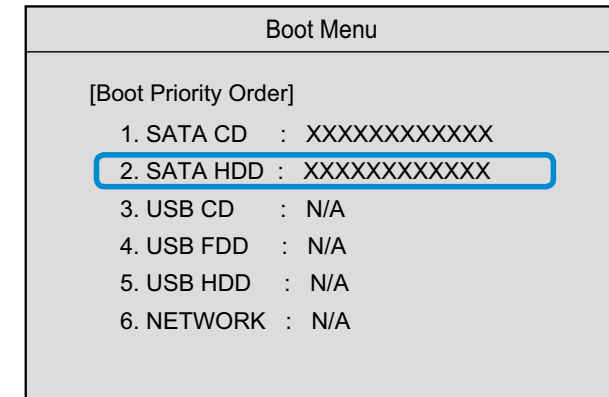 Boot Menu
[Boot Priority Order]
1. SATA CD : XXXXXXXXXXXX
2. SATA HDD : XXXXXXXXXXXX
3. USB CD : N/A
4. USB FDD : N/A
5. USB HDD : N/A
6. NETWORK : N/A